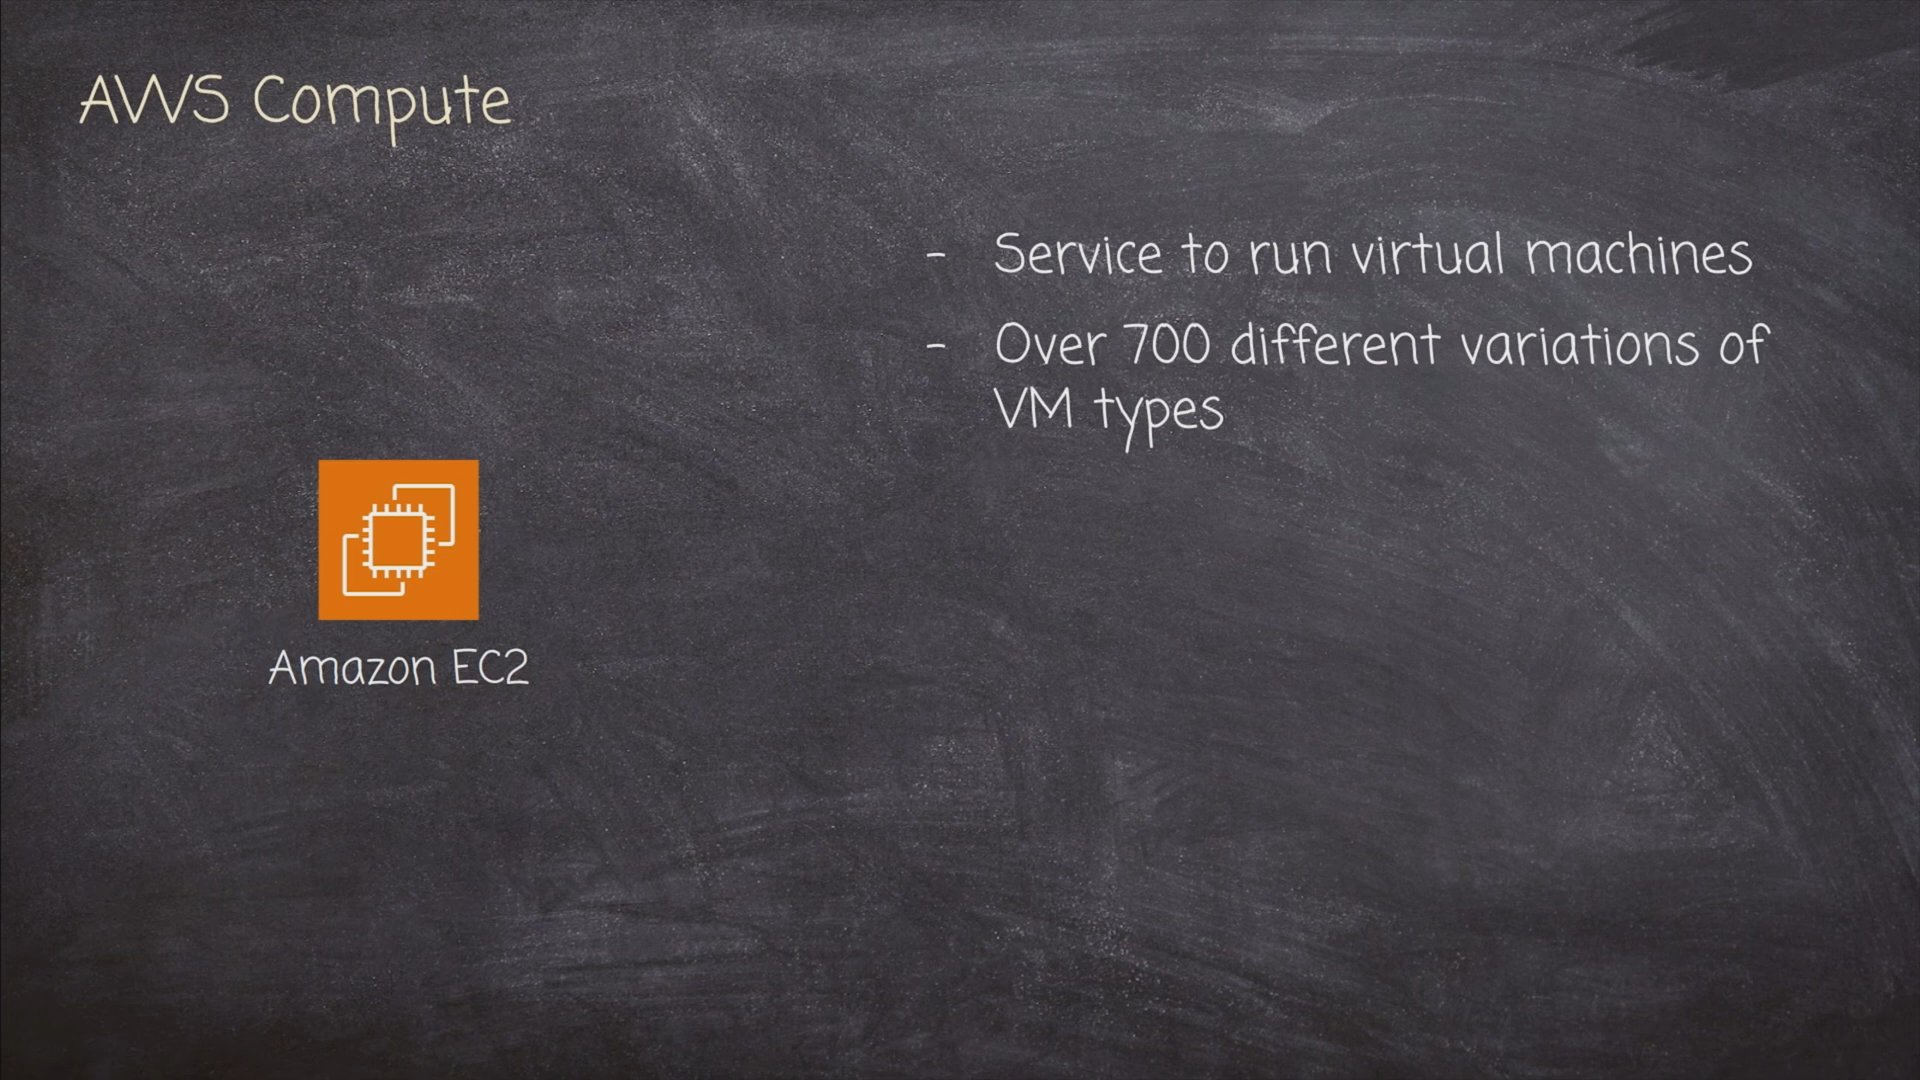 AWS Compute
- Service to run virtual machines
- Over 700 different variations of
VM types
Amazon EC2